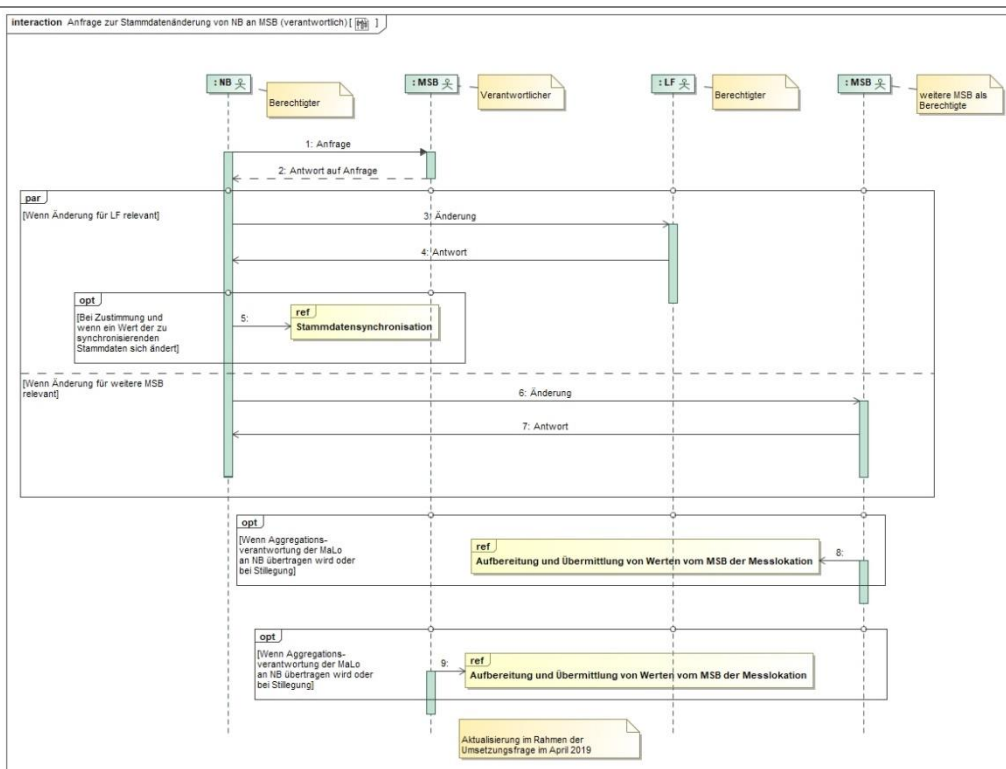 interaction Anfrage zur Stammdatenänderung von NB an MSB (verantwortlich) [ ]
: NB
: MSB
: LF
: MSB
Berechtigter
Verantwortlicher
Berechtigter
weitere MSB als
Berechtigte
1: Anfrage
2: Antwort auf Anfrage
par
[Wenn Änderung für LF relevant]
3: Änderung
4: Antwort
opt
[Bei Zustimmung und
wenn ein Wert der zu
synchronisierenden
Stammdaten sich ändert]
5:
ref
Stammdatensynchronisation
[Wenn Änderung für weitere MSB
relevant]
6: Änderung
7: Antwort
opt
[Wenn Aggregations-
verantwortung der MaLo
an NB übertragen wird oder
bei Stillegung]
ref
Aufbereitung und Übermittlung von Werten vom MSB der Messlokation
8:
opt
[Wenn Aggregations-
verantwortung der MaLo
an NB übertragen wird oder
bei Stillegung]
9:
ref
Aufbereitung und Übermittlung von Werten vom MSB der Messlokation
Aktualisierung im Rahmen der
Umsetzungsfrage im April 2019